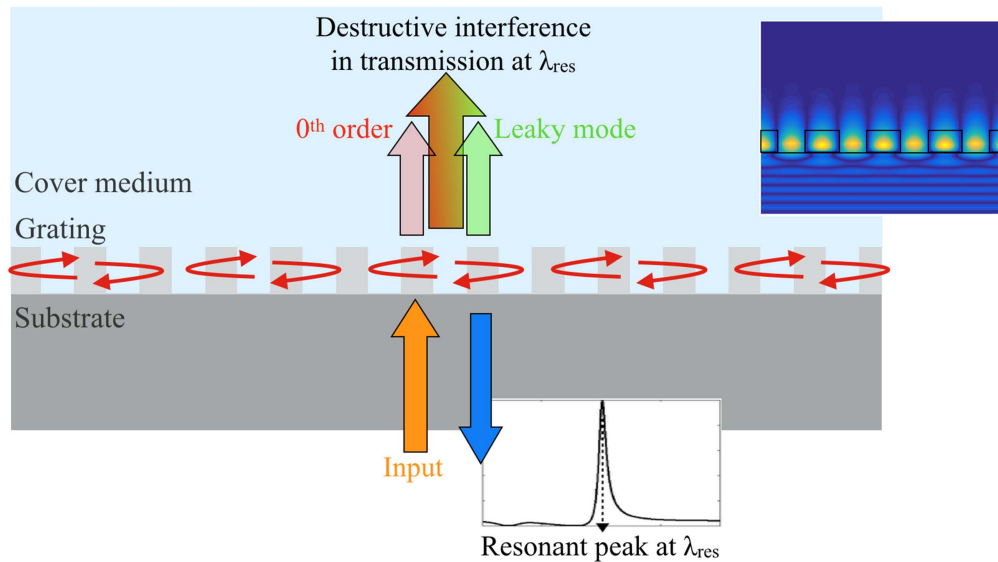 Destructive interference
in transmission at λres
0th order
Leaky mode
Cover medium
Grating
Substrate
Input
Resonant peak at λres